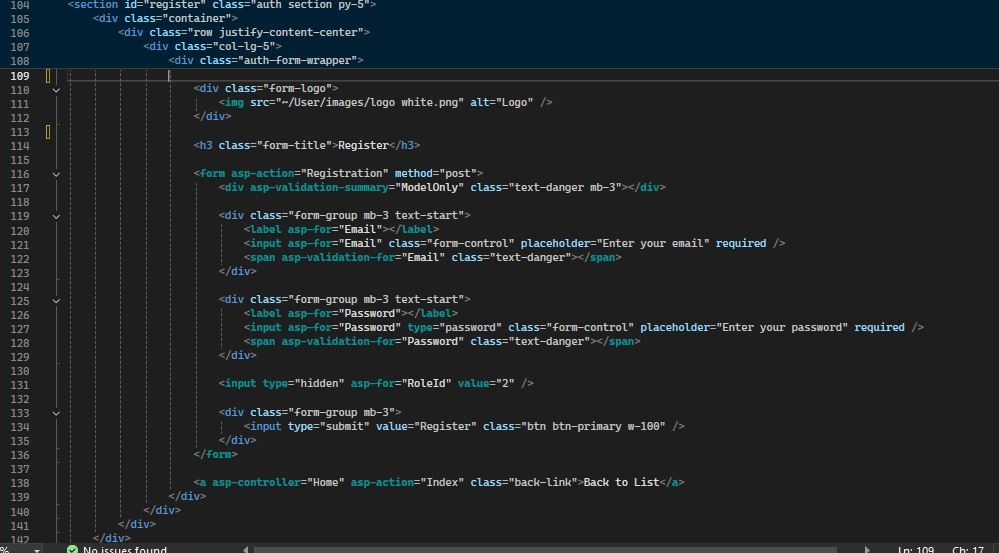 104 <section id="register" class="auth section py-5">
105 <div class="container">
106 <div class="row justify-content-center">
107 <div class="col-lg-5">
108 <div class="auth-form-wrapper">
109
110 <div class="form-logo">
111 <img src="~/User/images/logo white.png" alt="Logo" />
112 </div>
113
114 <h3 class="form-title">Register</h3>
115
116 <form asp-action="Registration" method="post">
117 <div asp-validation-summary="ModelOnly" class="text-danger mb-3"></div>
118
119 <div class="form-group mb-3 text-start">
120 <label asp-for="Email"></label>
121 <input asp-for="Email" class="form-control" placeholder="Enter your email" required />
122 <span asp-validation-for="Email" class="text-danger"></span>
123 </div>
124
125 <div class="form-group mb-3 text-start">
126 <label asp-for="Password"></label>
127 <input asp-for="Password" type="password" class="form-control" placeholder="Enter your password" required />
128 <span asp-validation-for="Password" class="text-danger"></span>
129 </div>
130
131 <input type="hidden" asp-for="RoleId" value="2" />
132
133 <div class="form-group mb-3">
134 <input type="submit" value="Register" class="btn btn-primary w-100" />
135 </div>
136 </form>
137
138 <a asp-controller="Home" asp-action="Index" class="back-link">Back to List</a>
139 </div>
140 </div>
141 </div>
142 </div>
% No issues found Ln: 109 Ch: 17